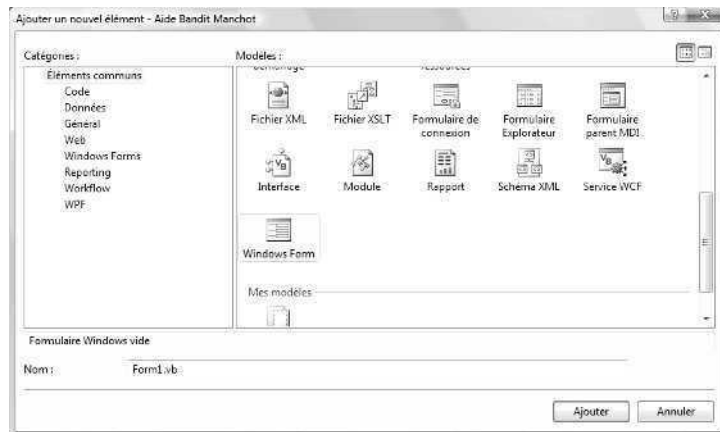 Ajouter un nouvel élément - Aide Bandit Manchot
Catégories :
Modèles :
Éléments communs
Code
Données
Général
Web
Windows Forms
Reporting
Workflow
WPF
Démarrage
Ressources
Fichier XML
Fichier XSLT
Formulaire de connexion
Formulaire Explorateur
Formulaire parent MDI
Interface
Module
Rapport
Schéma XML
Service WCF
Windows Form
Mes modèles
Formulaire Windows vide
Nom :
Form1.vb
Ajouter
Annuler